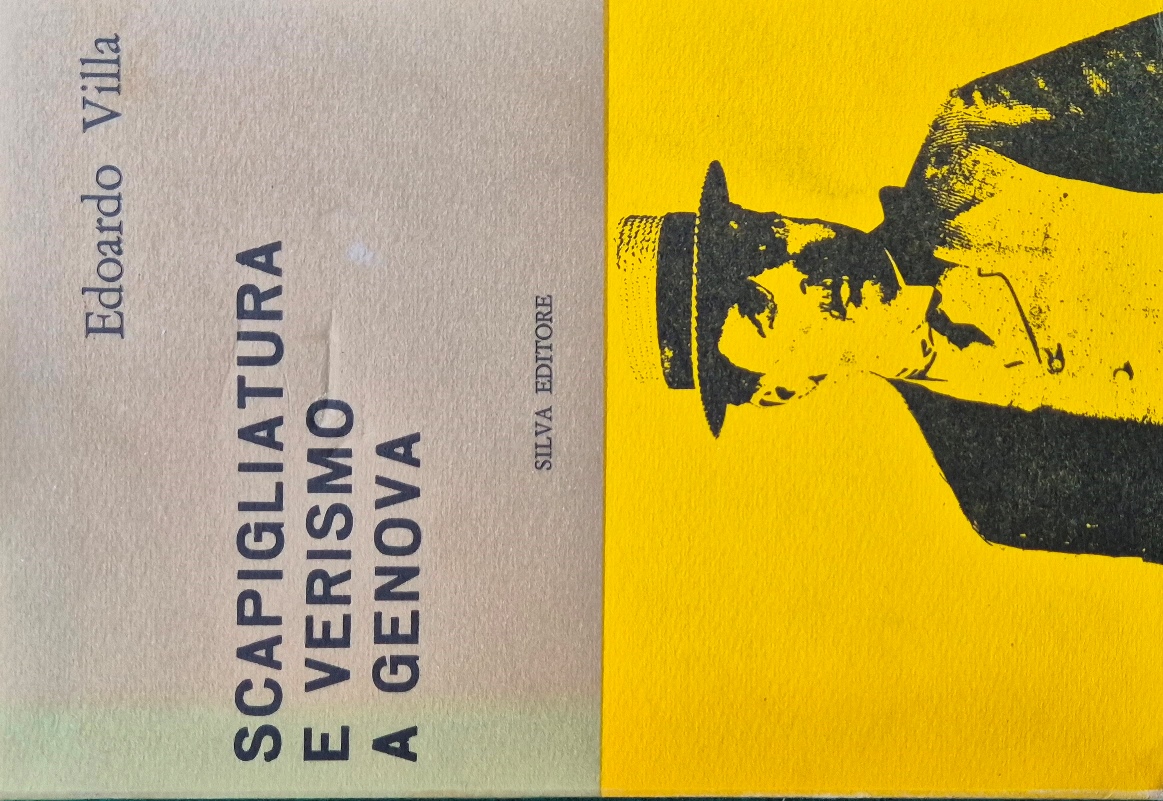 Edoardo Villa
SCAPIGLIATURA
E VERISMO
A GENOVA
SILVA EDITORE